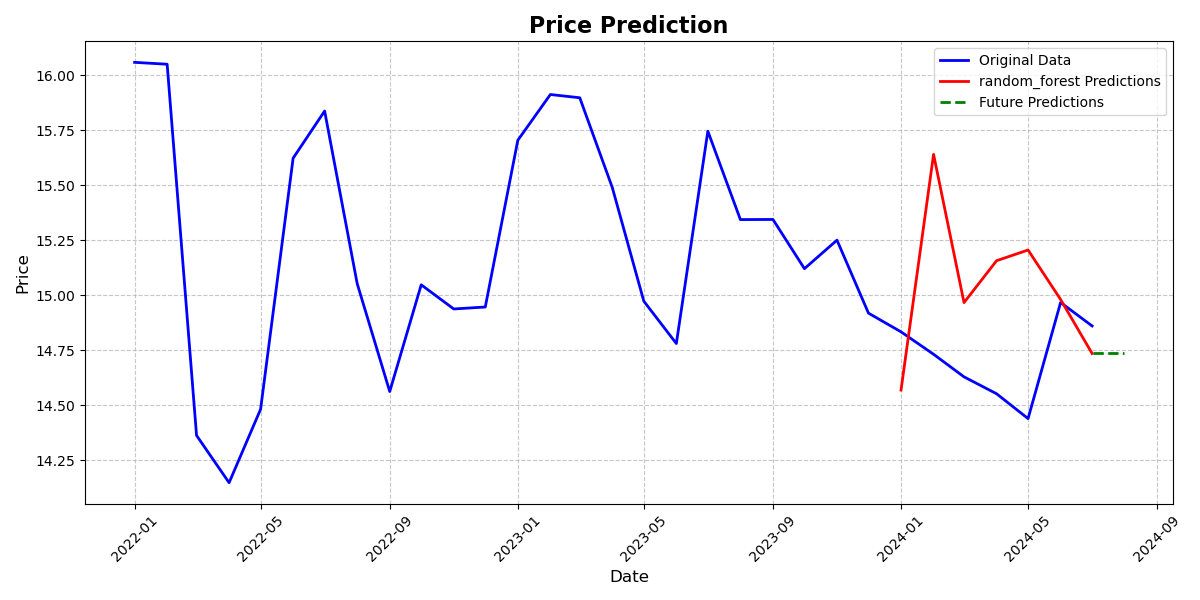 Price Prediction
Original Data
random_forest Predictions
Future Predictions
Price
16.00
15.75
15.50
15.25
15.00
14.75
14.50
14.25
2022-01
2022-05
2022-09
2023-01
2023-05
2023-09
2024-01
2024-05
2024-09
Date